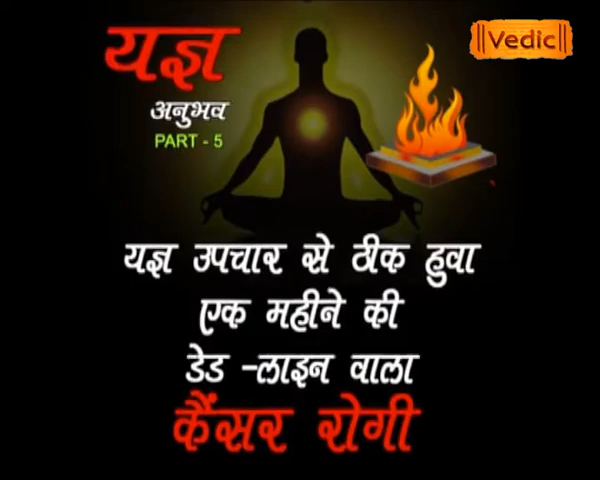 यज्ञ
||Vedic||
अनुभव
PART - 5
यज्ञ उपचार से ठीक हुवा
एक महीने की
डेड -लाइन वाला
कैंसर रोगी